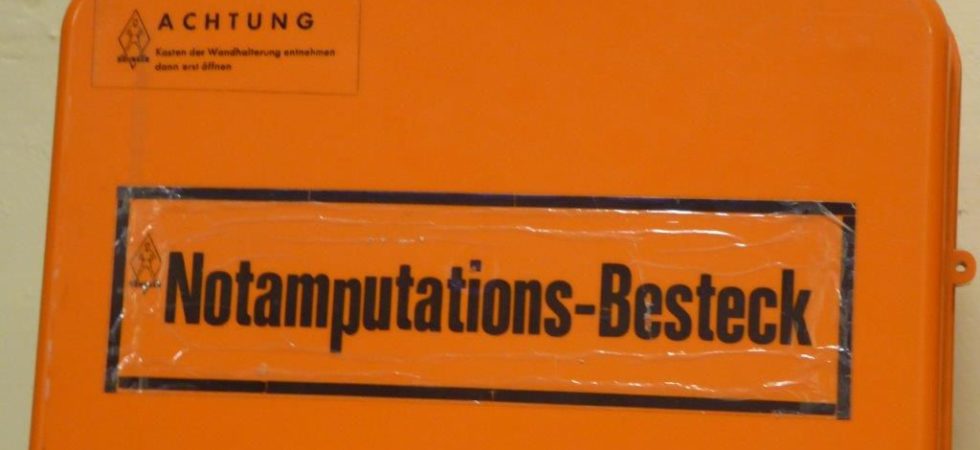 ACHTUNG
Kasten der Wandhalterung entnehmen
dann erst öffnen
Notamputations-Besteck